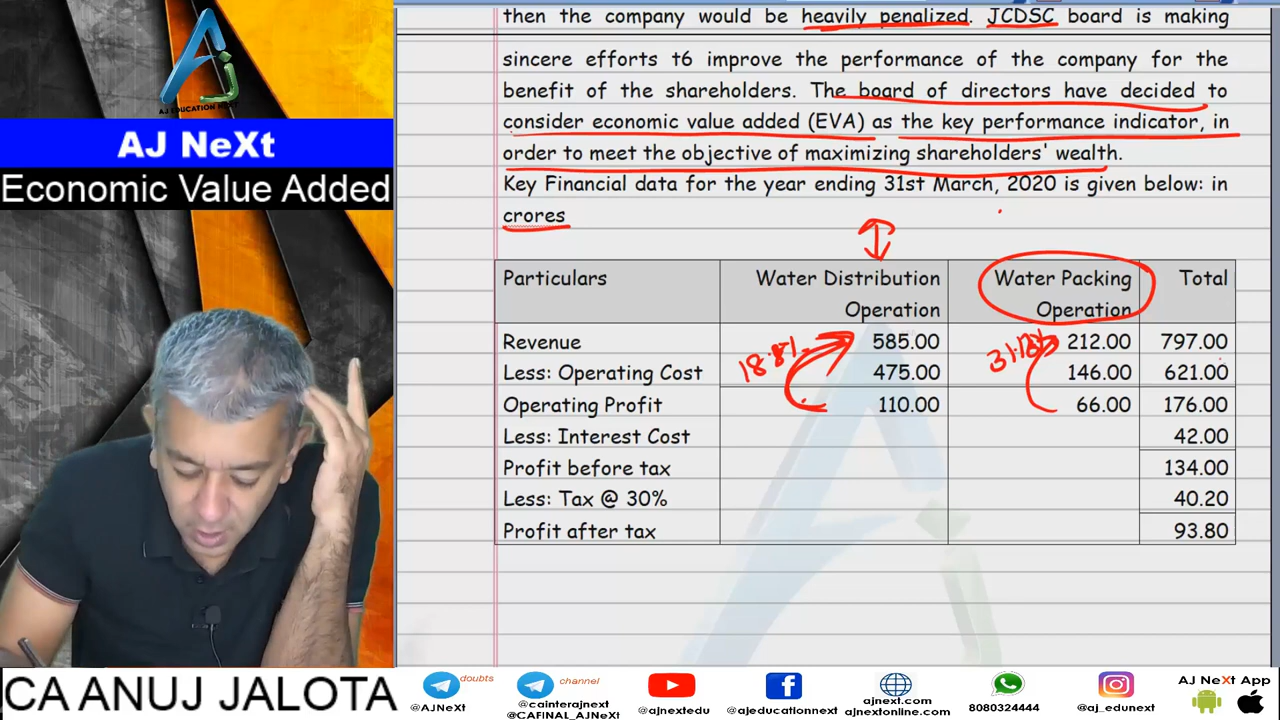 then the company would be heavily penalized. JCDSC board is making
sincere efforts t6 improve the performance of the company for the
benefit of the shareholders. The board of directors have decided to
consider economic value added (EVA) as the key performance indicator, in
order to meet the objective of maximizing shareholders' wealth.
Key Financial data for the year ending 31st March, 2020 is given below: in
crores
AJ EDUCATION NEXT
AJ NeXt
Economic Value Added
Particulars Water Distribution Operation Water Packing Operation Total
Revenue 18.8% 585.00 212.00 797.00
Less: Operating Cost 475.00 146.00 621.00
Operating Profit 110.00 66.00 176.00
Less: Interest Cost 42.00
Profit before tax 134.00
Less: Tax @ 30% 40.20
Profit after tax 93.80
CA ANUJ JALOTA
doubts
@AJNeXt
channel
@cainterajnext
@CAFINAL_AJNeXt
@ajnextedu
@ajeducationnext
ajnext.com
ajnextonline.com
8080324444
@aj_edunext
AJ NeXt App